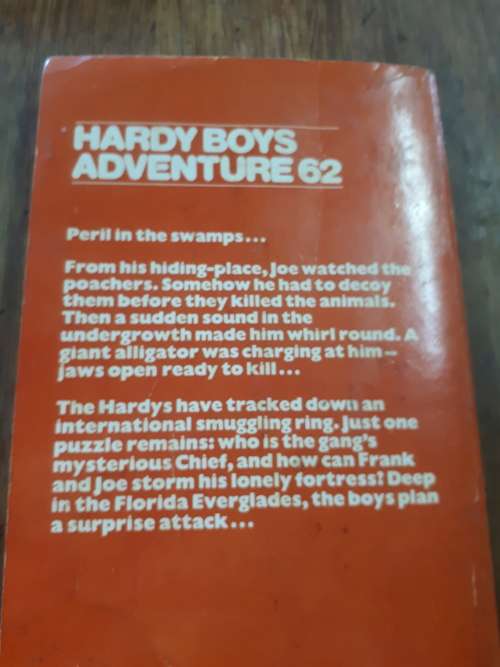 HARDY BOYS
ADVENTURE 62
Peril in the swamps...
From his hiding-place, Joe watched the
poachers. Somehow he had to decoy
them before they killed the animals.
Then a sudden sound in the
undergrowth made him whirl round. A
giant alligator was charging at him–
jaws open ready to kill...
The Hardys have tracked down an
international smuggling ring. Just one
puzzle remains: who is the gang's
mysterious Chief, and how can Frank
and Joe storm his lonely fortress? Deep
in the Florida Everglades, the boys plan
a surprise attack...